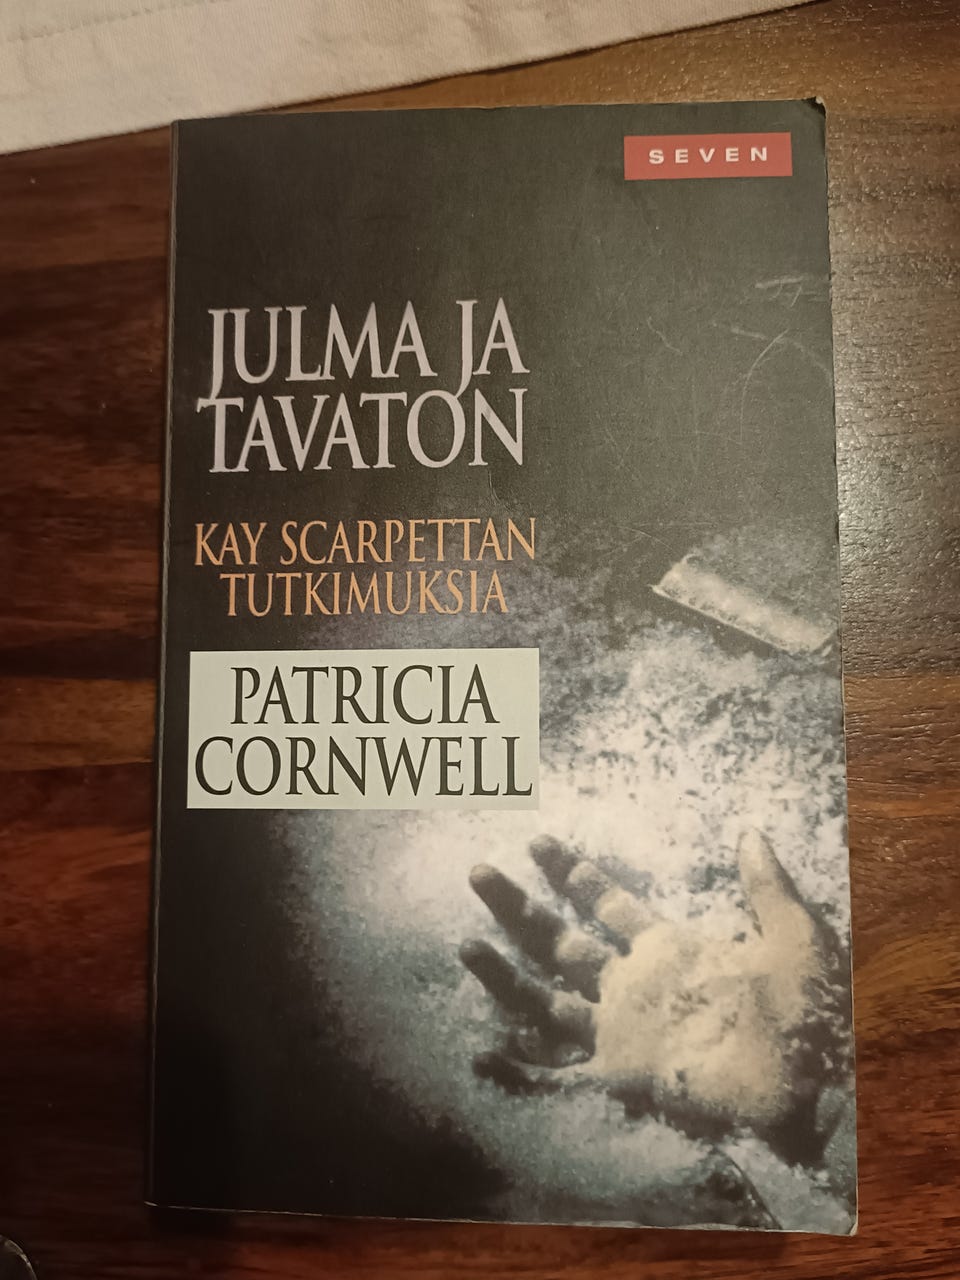 SEVEN
JULMA JA
TAVATON
KAY SCARPETTAN
TUTKIMUKSIA
PATRICIA
CORNWELL